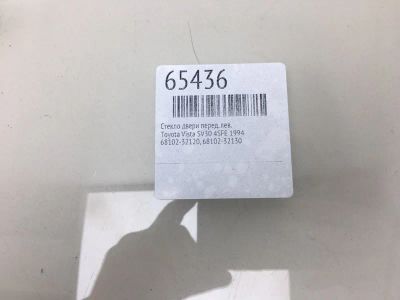 65436
Стекло двери перед. лев.
Toyota Vista SV30 4SFE 1994
68102-32120, 68102-32130